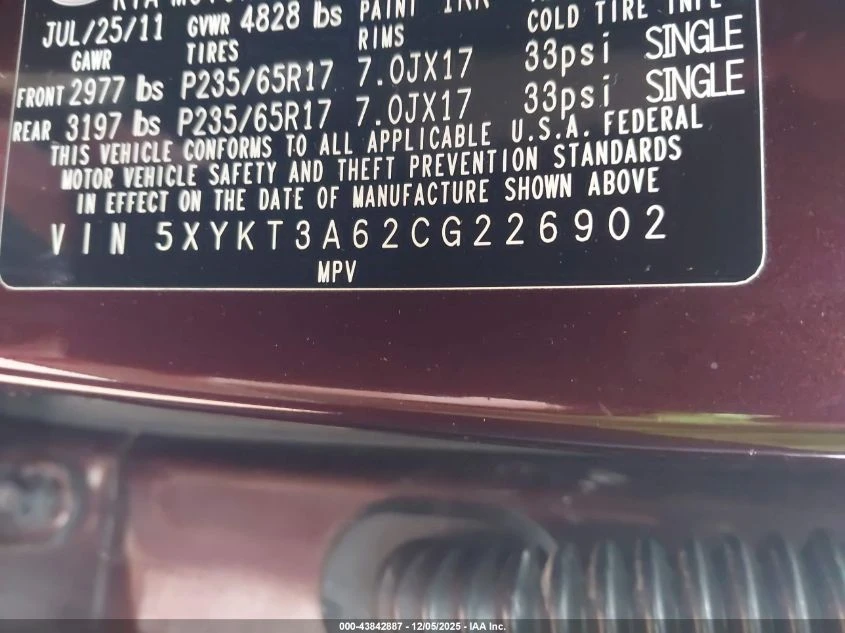 KIA MOTORS
JUL/25/11 GVWR 4828 lbs PAINT
GAWR TIRES RIMS COLD TIRE INFL
FRONT 2977 lbs P235/65R17 7.0JX17 33psi SINGLE
REAR 3197 lbs P235/65R17 7.0JX17 33psi SINGLE
THIS VEHICLE CONFORMS TO ALL APPLICABLE U.S.A. FEDERAL
MOTOR VEHICLE SAFETY AND THEFT PREVENTION STANDARDS
IN EFFECT ON THE DATE OF MANUFACTURE SHOWN ABOVE
VIN 5XYKT3A62CG226902
MPV
000-43842887 - 12/05/2025 - IAA Inc.